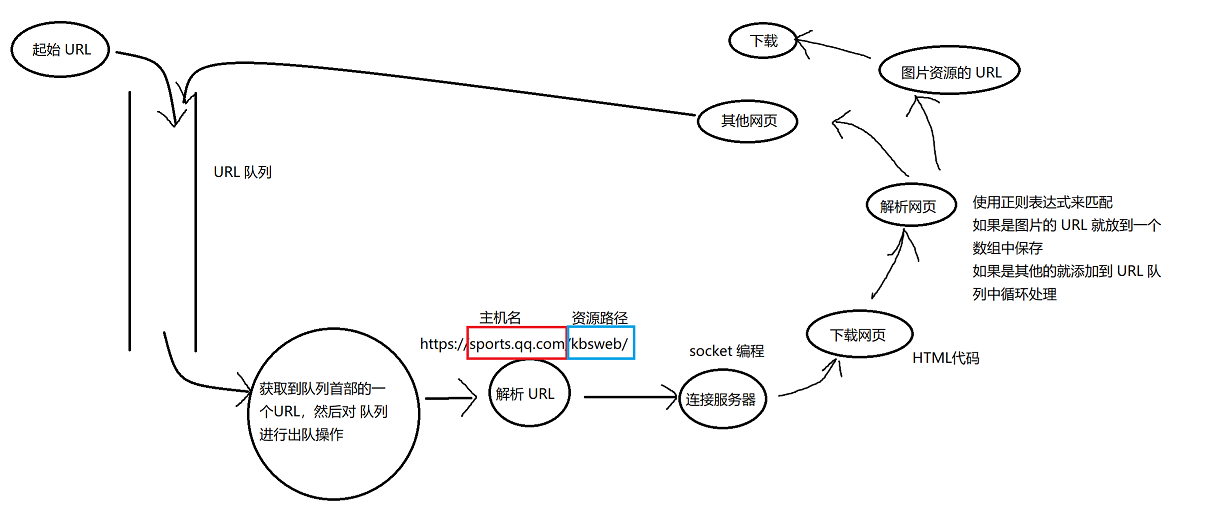 起始 URL
下载
图片资源的 URL
其他网页
URL 队列
解析网页
使用正则表达式来匹配
如果是图片的 URL 就放到一个
数组中保存
如果是其他的就添加到 URL 队
列中循环处理
主机名
资源路径
https://sports.qq.com/kbsweb/
下载网页
socket 编程
HTML代码
获取到队列首部的一
个URL，然后对 队列
进行出队操作
解析 URL
连接服务器